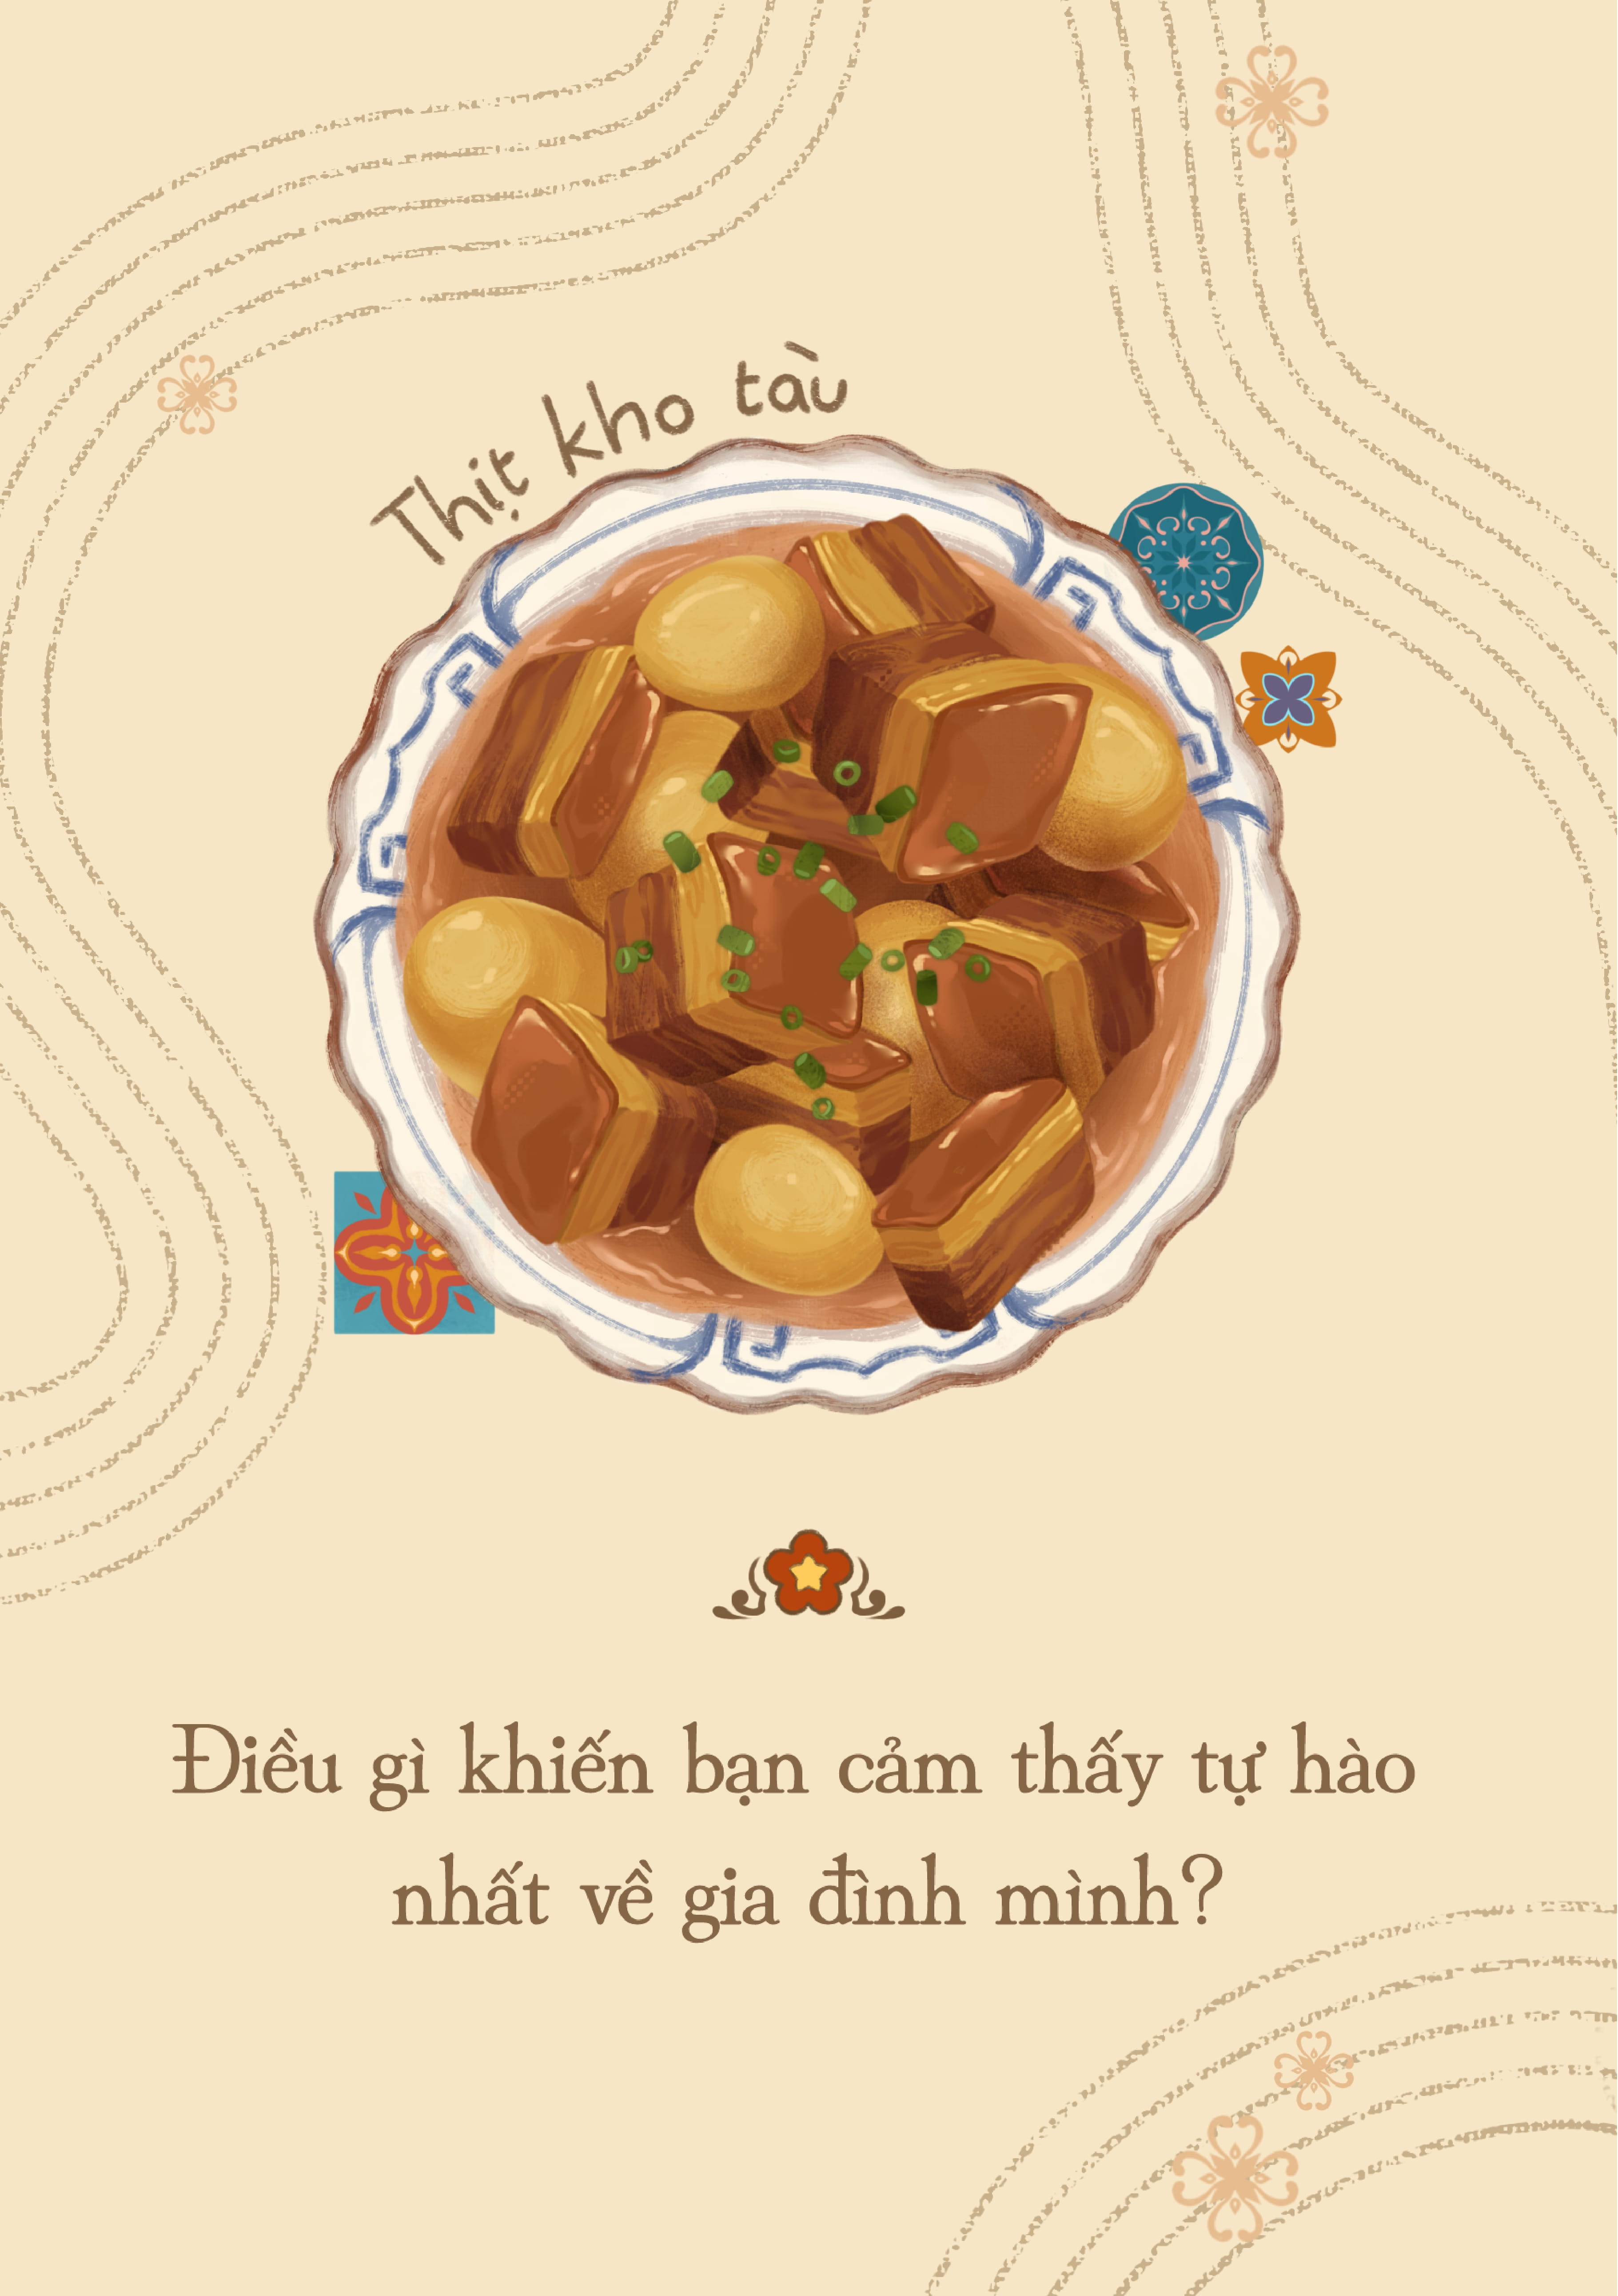 Thịt kho tàu
Điều gì khiến bạn cảm thấy tự hào
nhất về gia đình mình?